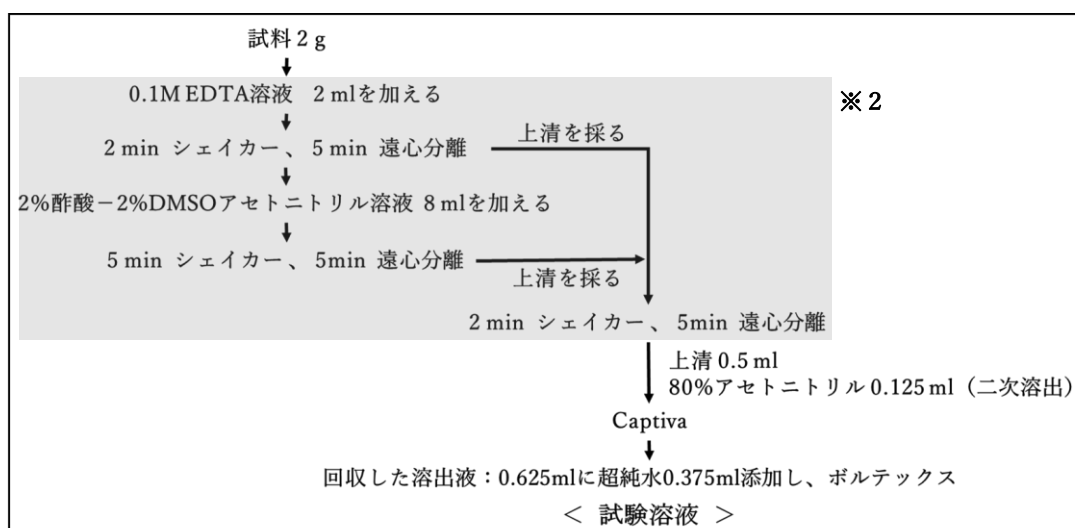 試料 2 g
0.1M EDTA溶液 2 mlを加える
※2
上清を採る
2 min シェイカー、5 min 遠心分離
2%酢酸－2%DMSOアセトニトリル溶液 8 mlを加える
5 min シェイカー、5min 遠心分離
上清を採る
2 min シェイカー、5min 遠心分離
上清 0.5 ml
80%アセトニトリル 0.125 ml（二次溶出）
Captiva
回収した溶出液：0.625mlに超純水0.375ml添加し、ボルテックス
＜ 試験溶液 ＞